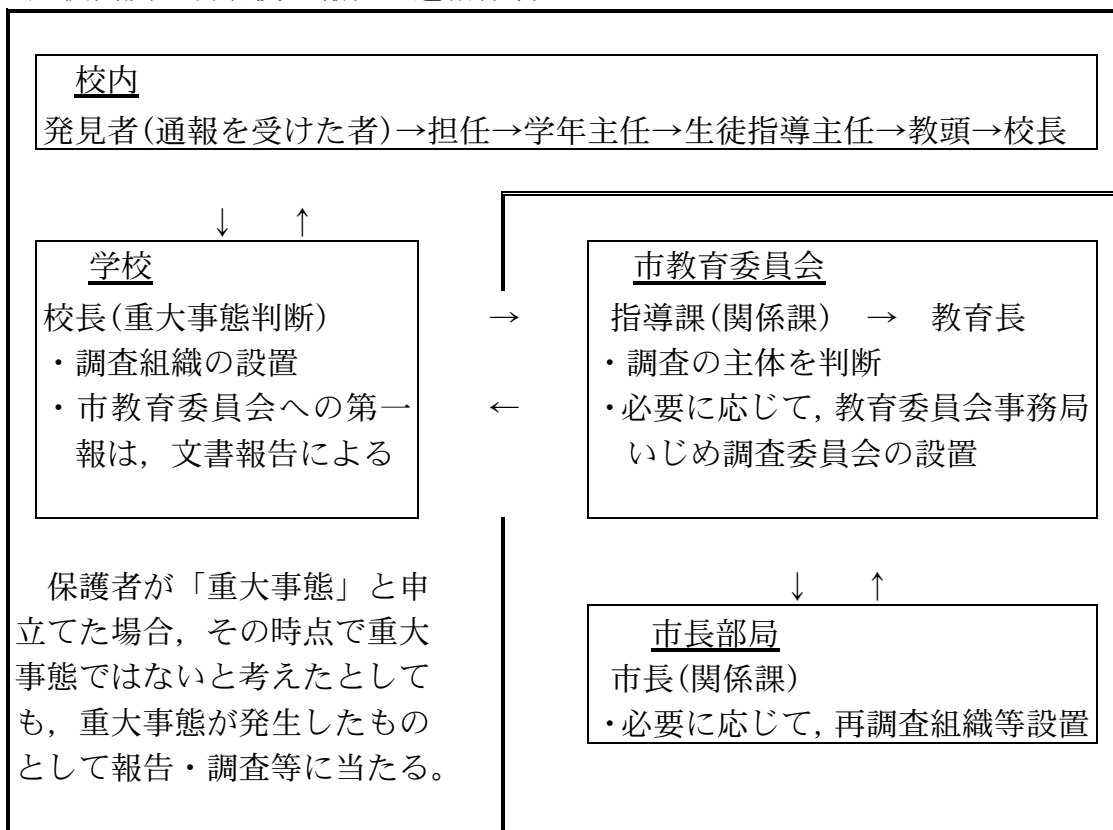 校内
発見者(通報を受けた者)→担任→学年主任→生徒指導主任→教頭→校長
↓ ↑
学校
校長(重大事態判断)
・調査組織の設置
・市教育委員会への第一
報は，文書報告による
→
←
市教育委員会
指導課(関係課) → 教育長
・調査の主体を判断
・必要に応じて，教育委員会事務局
いじめ調査委員会の設置
保護者が「重大事態」と申
立てた場合，その時点で重大
事態ではないと考えたとして
も，重大事態が発生したもの
として報告・調査等に当たる。
↓ ↑
市長部局
市長(関係課)
・必要に応じて，再調査組織等設置